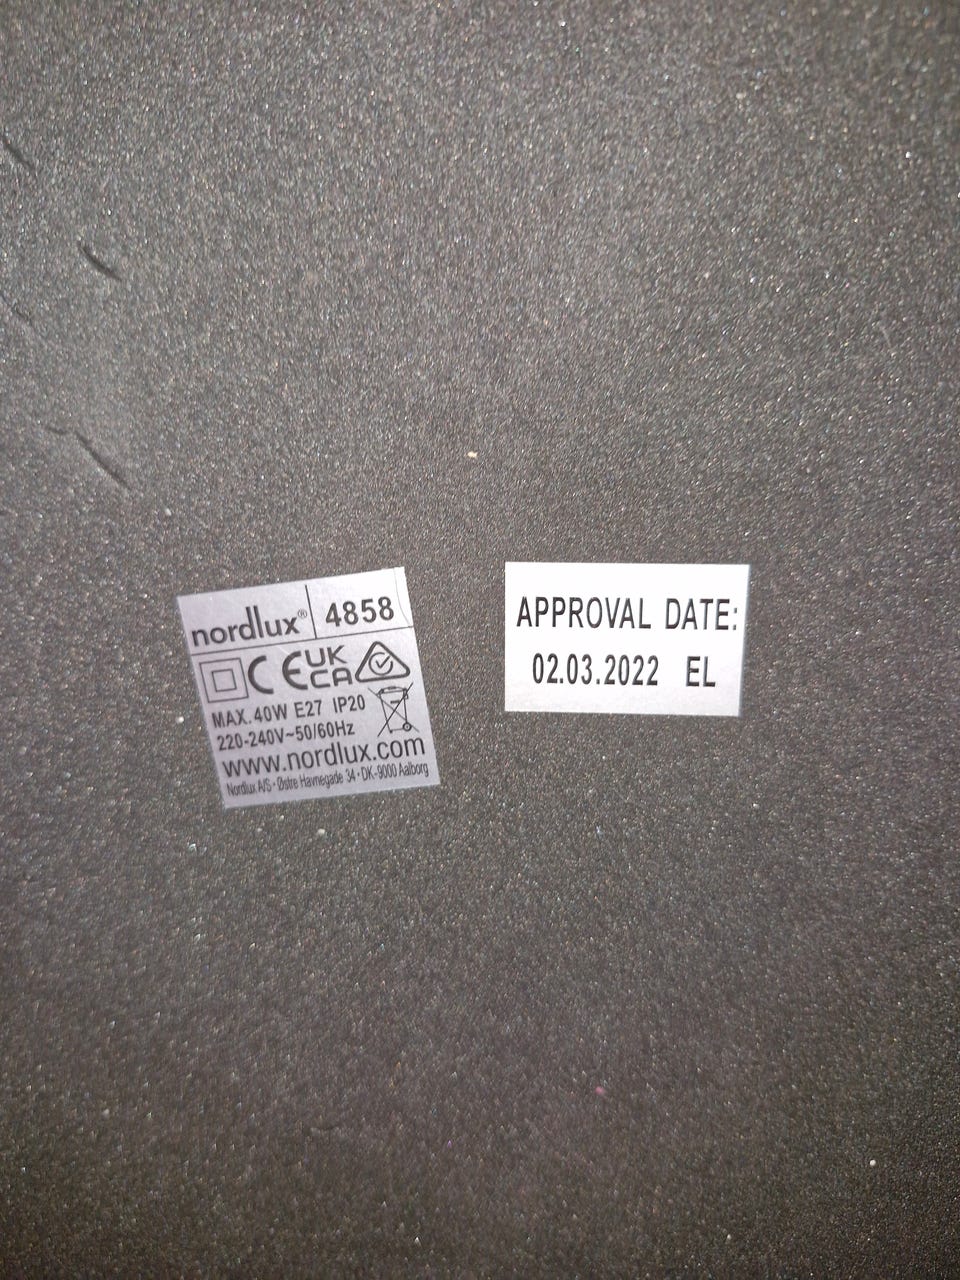 nordlux® 4858
CE UK
CA
MAX. 40W E27 IP20
220-240V~50/60Hz
www.nordlux.com
Nordlux A/S · Østre Havnegade 34 · DK-9000 Aalborg
APPROVAL DATE:
02.03.2022 EL